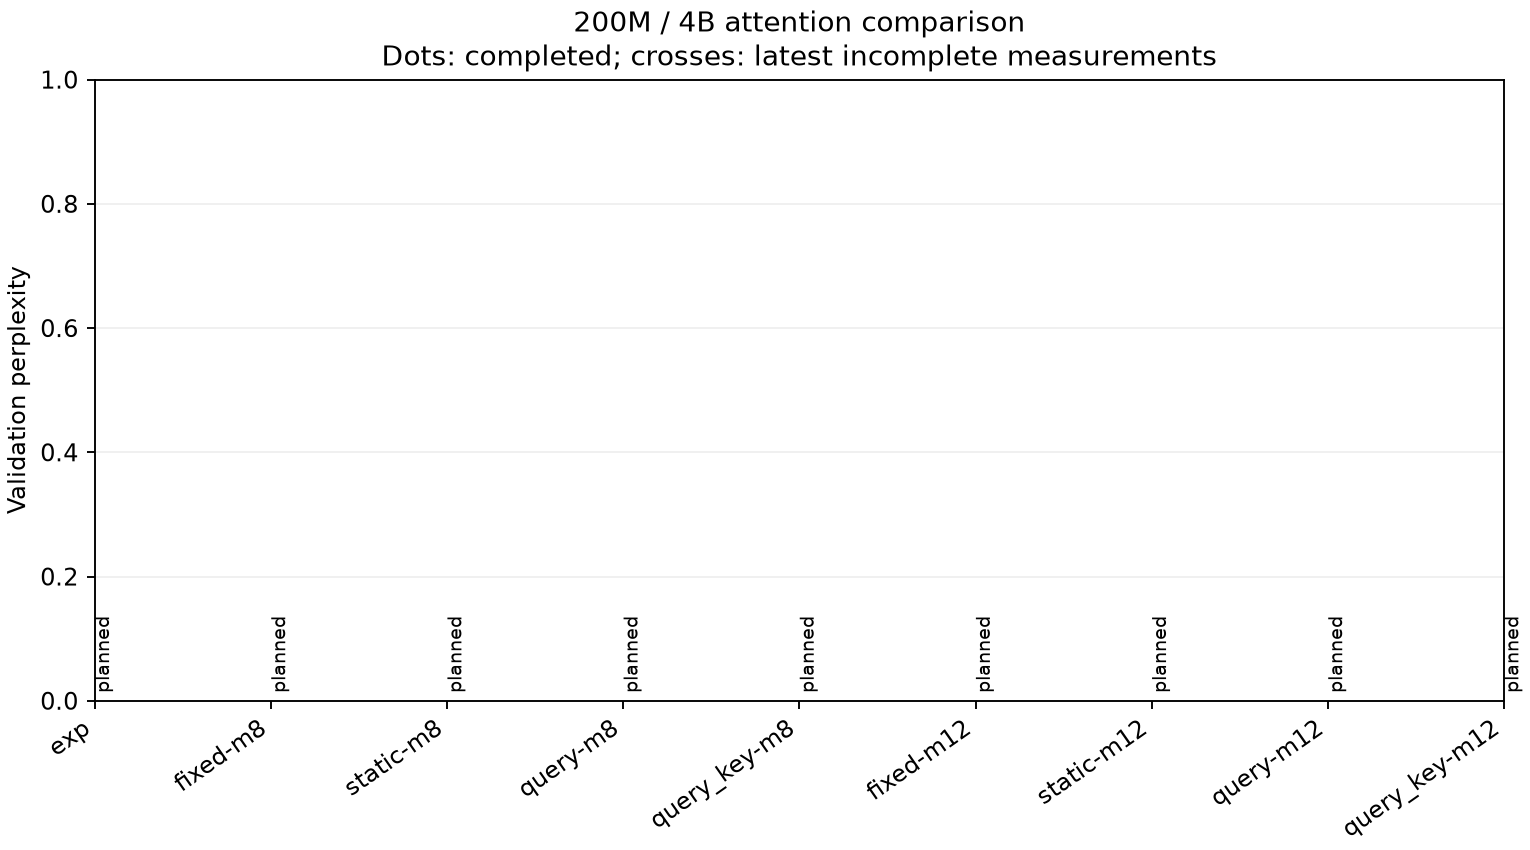 200M / 4B attention comparison
Dots: completed; crosses: latest incomplete measurements
Validation perplexity
1.0
0.8
0.6
0.4
0.2
0.0
planned
planned
planned
planned
planned
planned
planned
planned
planned
exp
fixed-m8
static-m8
query-m8
query_key-m8
fixed-m12
static-m12
query-m12
query_key-m12